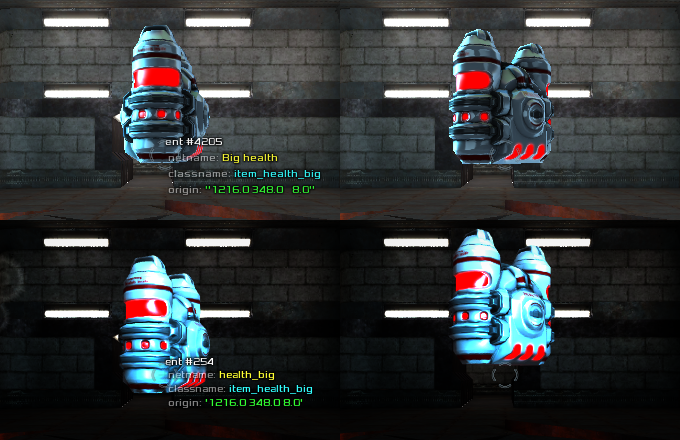 ent #4205
netname: Big health
classname: item_health_big
origin: "1216.0 348.0 8.0"
ent #254
netname: health_big
classname: item_health_big
origin: "1216.0 348.0 8.0"